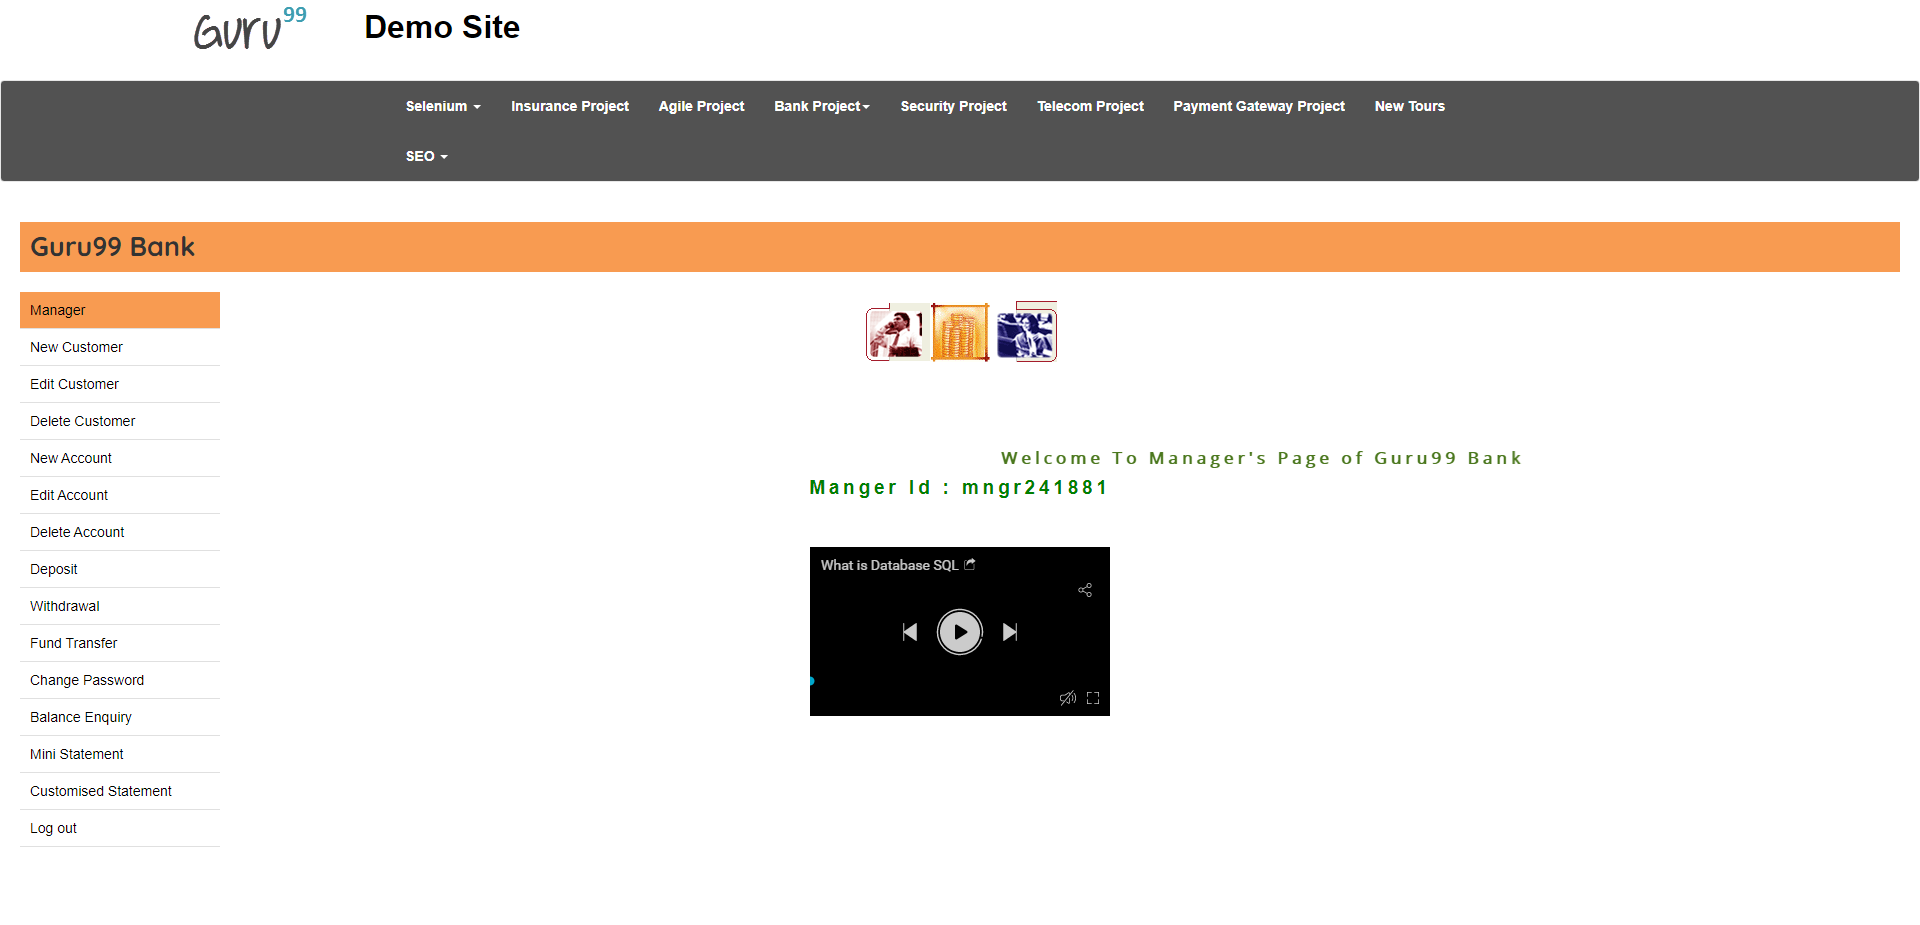 Guru99 Demo Site
Selenium Insurance Project Agile Project Bank Project Security Project Telecom Project Payment Gateway Project New Tours
SEO
Guru99 Bank
Manager
New Customer
Edit Customer
Delete Customer
New Account
Edit Account
Delete Account
Deposit
Withdrawal
Fund Transfer
Change Password
Balance Enquiry
Mini Statement
Customised Statement
Log out
Welcome To Manager's Page of Guru99 Bank
Manger Id : mngr241881
What is Database SQL